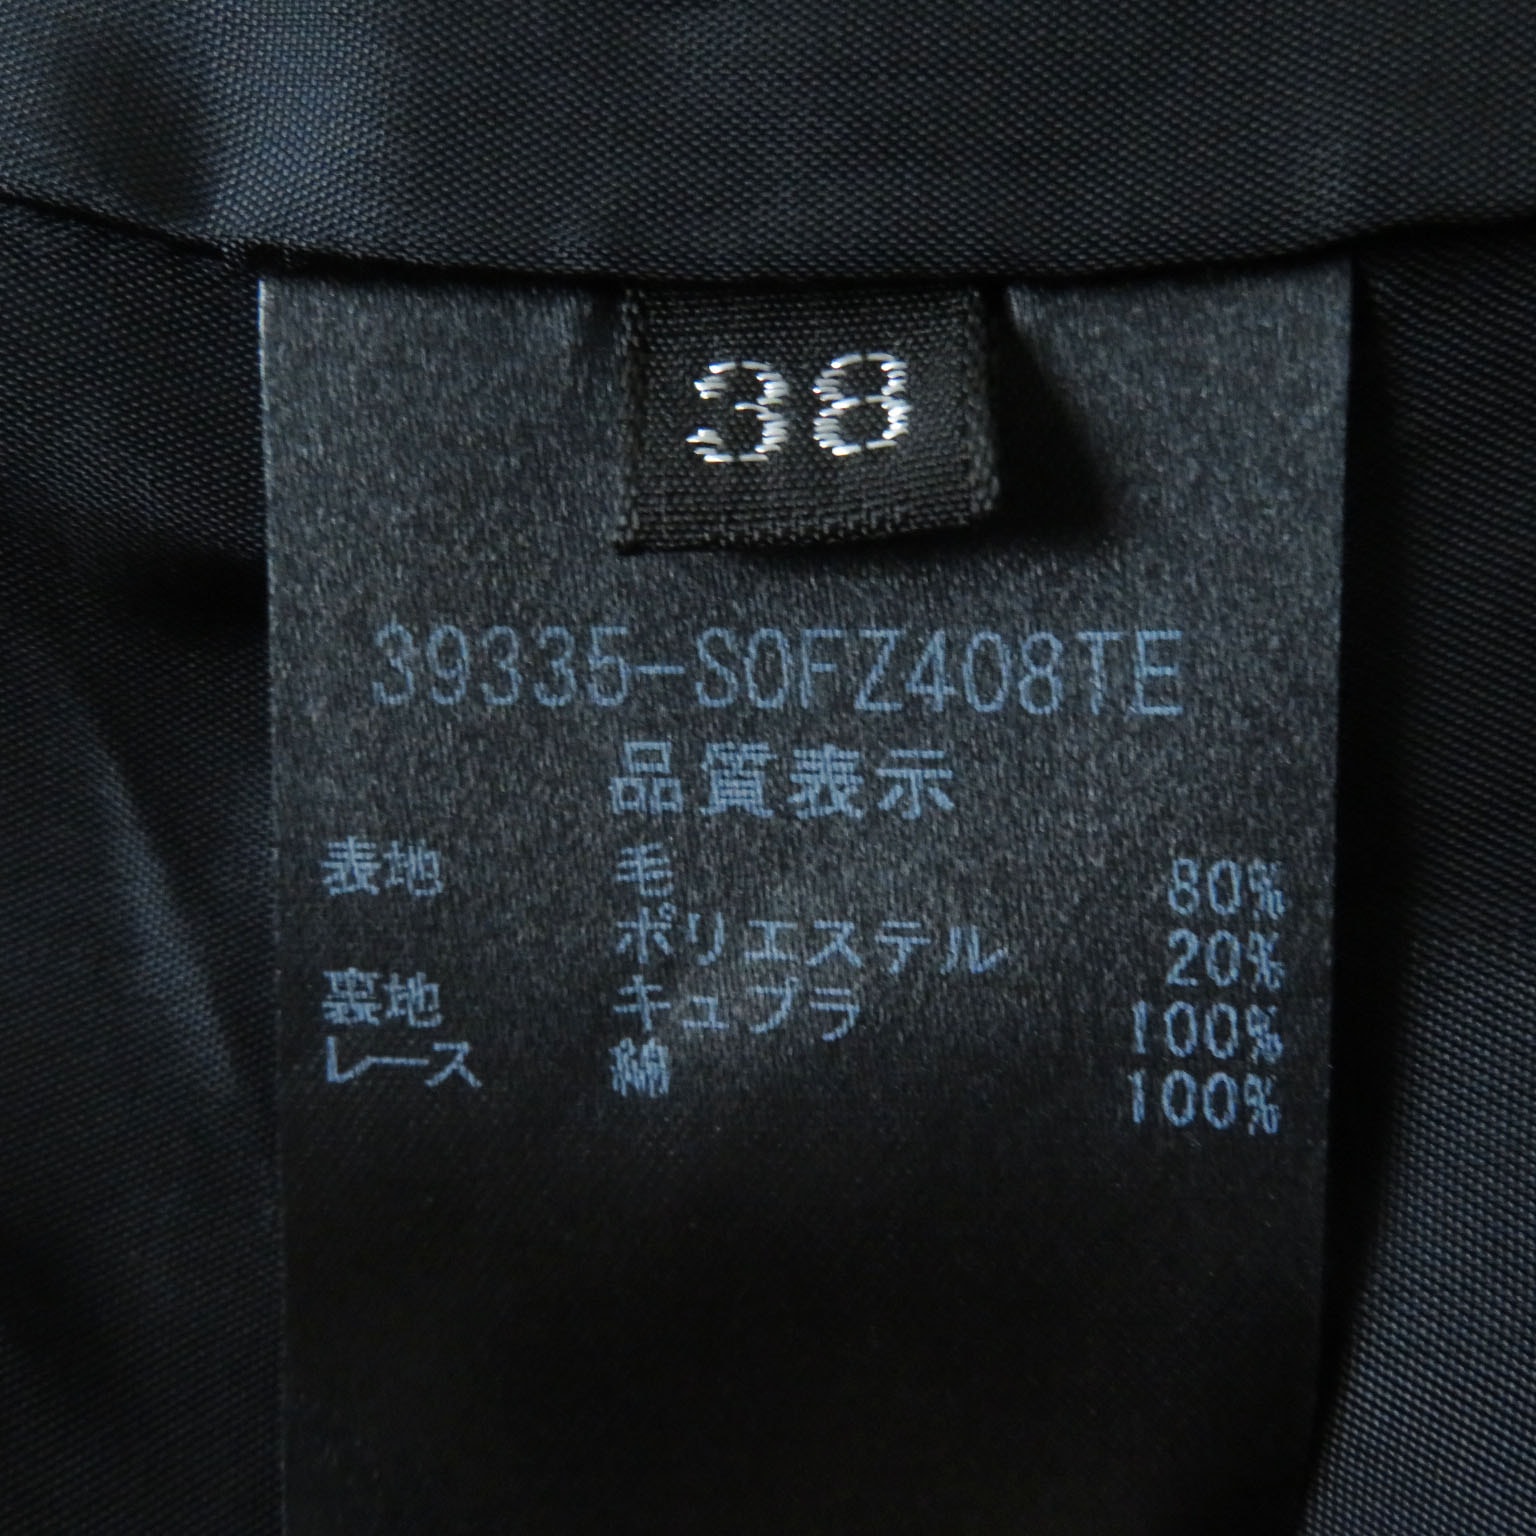 38
39335-S0FZ408TE
品質表示
表地 毛 80%
ポリエステル 20%
裏地 キュプラ 100%
レース 綿 100%